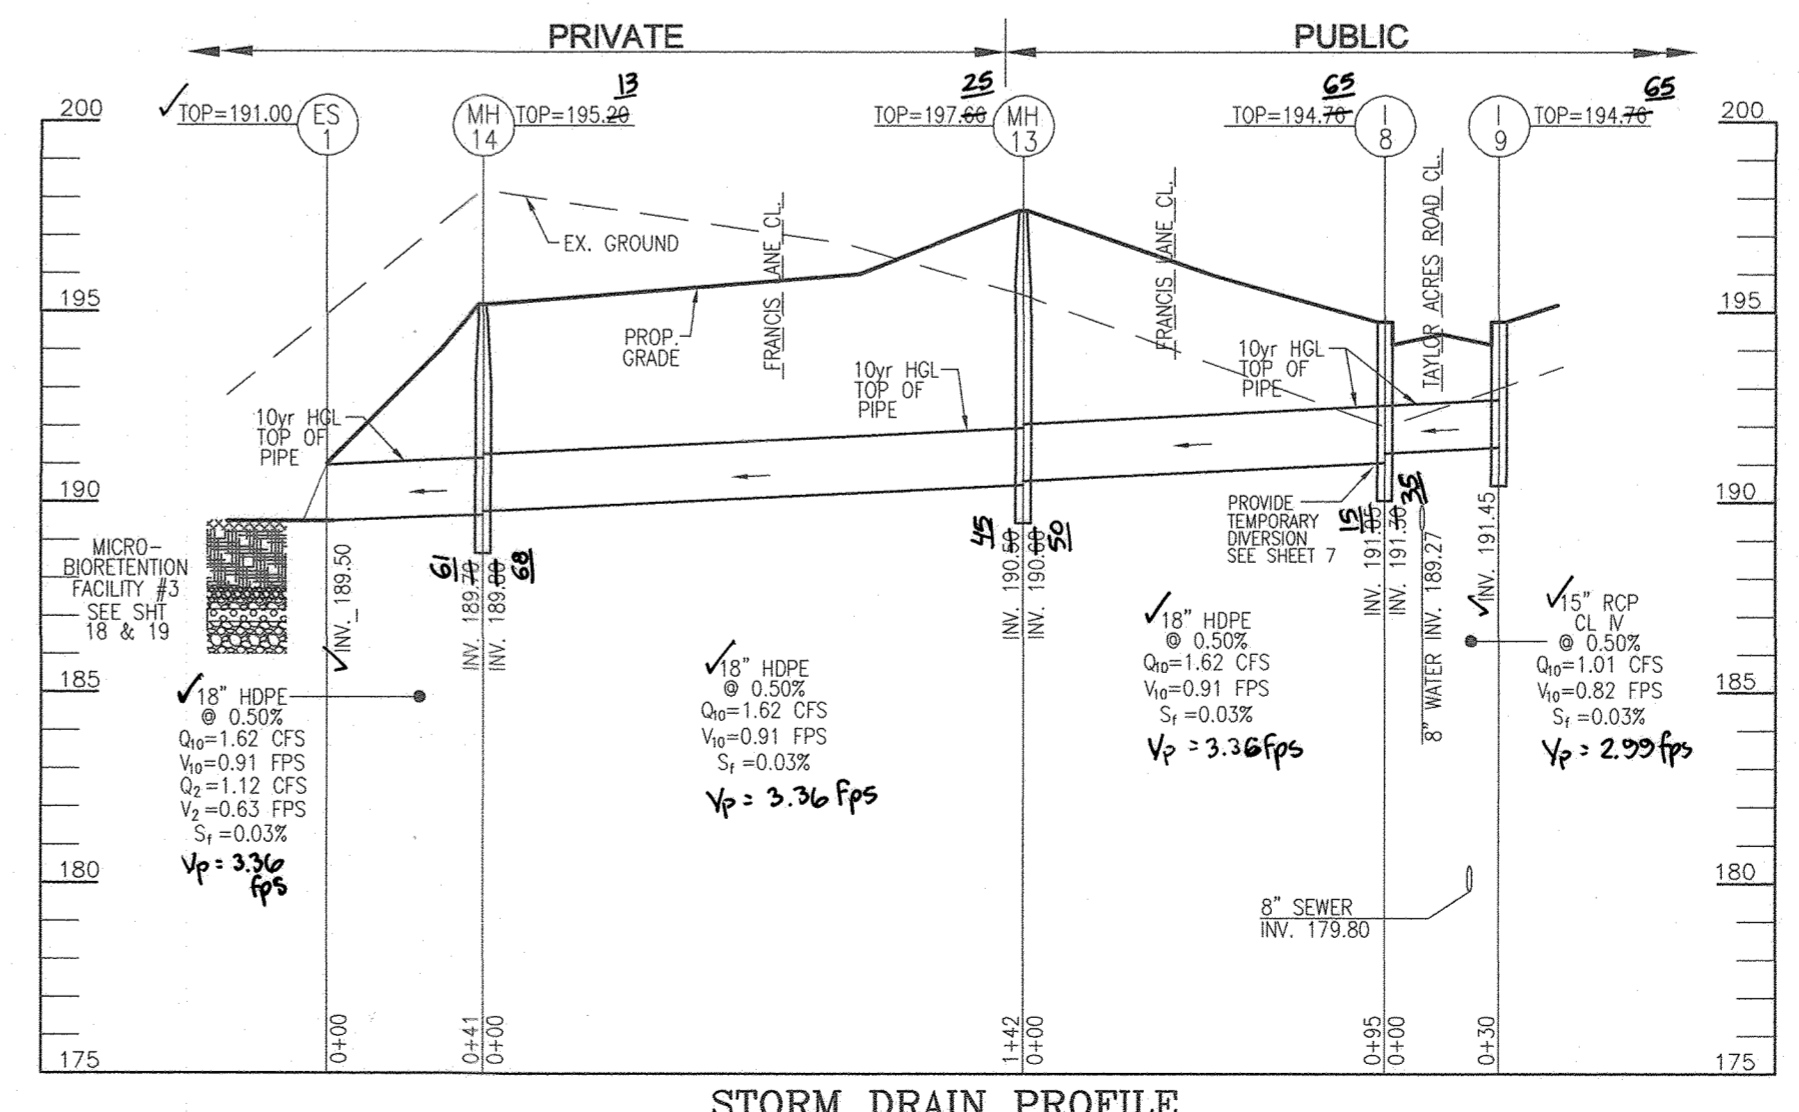 PRIVATE
PUBLIC
13
25
65
65
TOP=191.00
ES
1
MH
14
TOP=195.20
TOP=197.60
MH
13
TOP=194.70
I
8
I
9
TOP=194.70
200
195
190
185
180
175
200
195
190
185
180
175
EX. GROUND
PROP.
GRADE
FRANCIS LANE CL.
FRANCIS LANE CL.
TAYLOR ACRES ROAD CL.
10yr HGL
TOP OF
PIPE
10yr HGL
TOP OF
PIPE
10yr HGL
TOP OF
PIPE
MICRO-
BIORETENTION
FACILITY #3
SEE SHT
18 & 19
INV. 189.50
61
INV. 189.70
INV. 189.80
68
45
INV. 190.50
INV. 190.60
50
PROVIDE
TEMPORARY
DIVERSION
SEE SHEET 7
15
INV. 191.05
INV. 191.30
35
8" WATER INV. 189.27
INV. 191.45
18" HDPE
@ 0.50%
Q10=1.62 CFS
V10=0.91 FPS
Q2=1.12 CFS
V2=0.63 FPS
Sf=0.03%
Vp = 3.36
fps
18" HDPE
@ 0.50%
Q10=1.62 CFS
V10=0.91 FPS
Sf=0.03%
Vp = 3.36 fps
18" HDPE
@ 0.50%
Q10=1.62 CFS
V10=0.91 FPS
Sf=0.03%
Vp = 3.36 fps
15" RCP
CL IV
@ 0.50%
Q10=1.01 CFS
V10=0.82 FPS
Sf=0.03%
Vp = 2.99 fps
8" SEWER
INV. 179.80
0+00
0+41
0+00
1+42
0+00
0+95
0+00
0+30
STORM DRAIN PROFILE